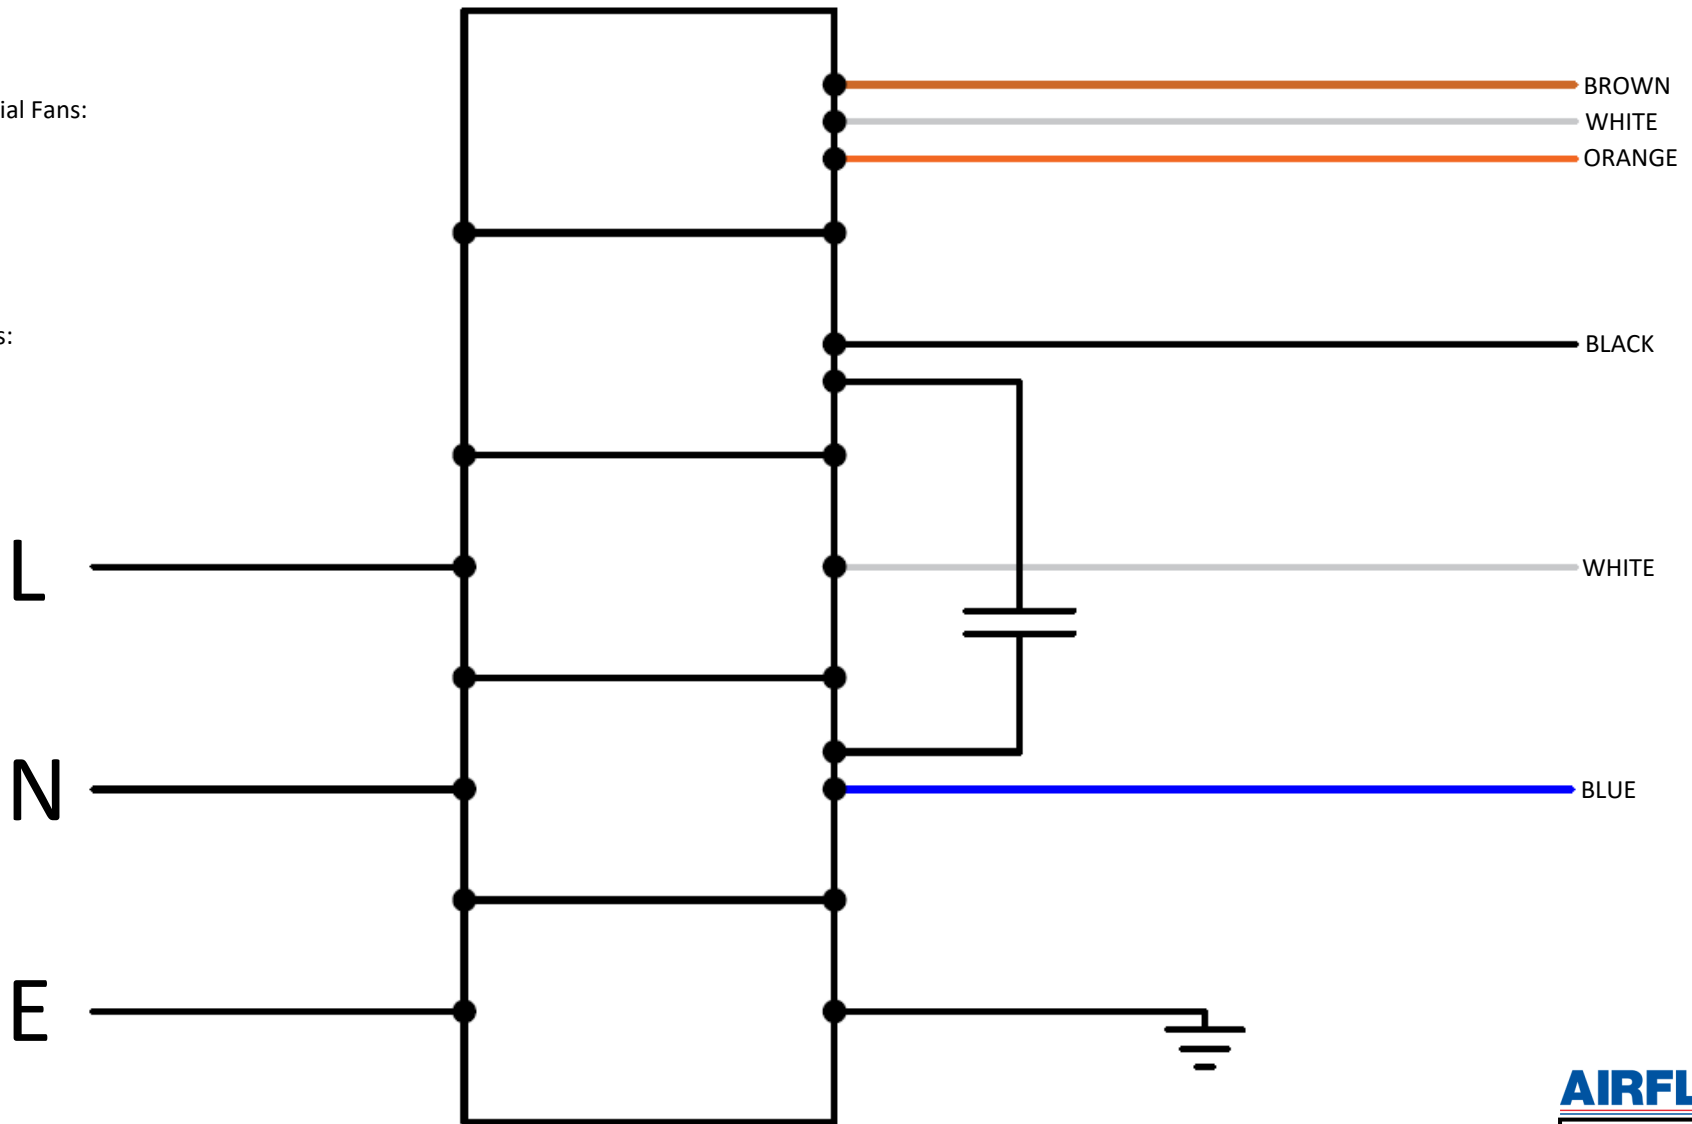 BROWN
ial Fans:
WHITE
ORANGE
s:
BLACK
L
WHITE
N
BLUE
E
AIRFL